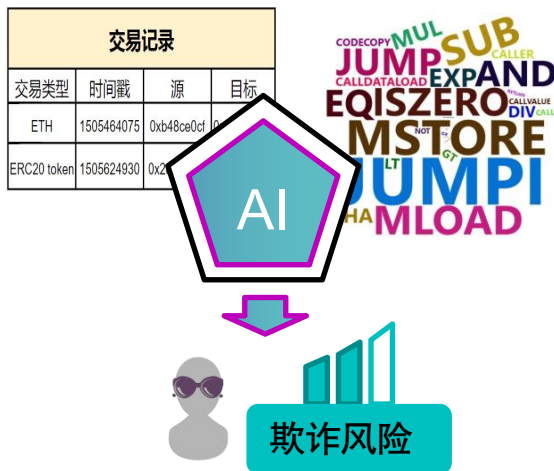 交易记录
交易类型 时间戳 源 目标
ETH 1505464075 0xb48ce0cf
ERC20 token 1505624930
CODECOPY MUL SUB
JUMP CALLER
CALLDATALOAD EXP AND
EQ ISZERO CALLVALUE
DIV CALL
MSTORE
NOT
LT GT
JUMPI
MLOAD
AI
欺诈风险